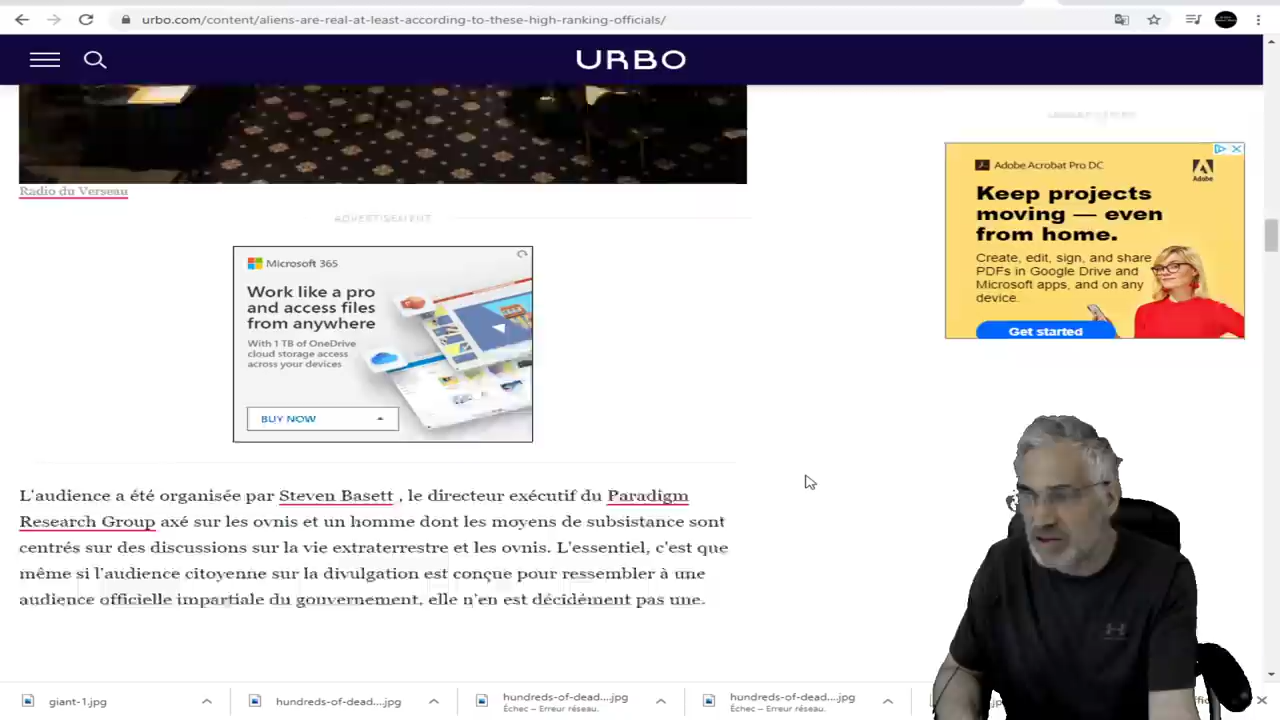 urbo.com/content/aliens-are-real-at-least-according-to-these-high-ranking-officials/
URBO
Radio du Verseau
ADVERTISEMENT
Microsoft 365
Work like a pro
and access files
from anywhere
With 1 TB of OneDrive
cloud storage access
across your devices
BUY NOW
Adobe Acrobat Pro DC
Adobe
Keep projects
moving — even
from home.
Create, edit, sign, and share
PDFs in Google Drive and
Microsoft apps, and on any
device.
Get started
L'audience a été organisée par Steven Basett , le directeur exécutif du Paradigm
Research Group axé sur les ovnis et un homme dont les moyens de subsistance sont
centrés sur des discussions sur la vie extraterrestre et les ovnis. L'essentiel, c'est que
même si l'audience citoyenne sur la divulgation est conçue pour ressembler à une
audience officielle impartiale du gouvernement, elle n'en est décidément pas une.
giant-1.jpg
hundreds-of-dead....jpg
hundreds-of-dead....jpg
Échec – Erreur réseau.
hundreds-of-dead....jpg
Échec – Erreur réseau.